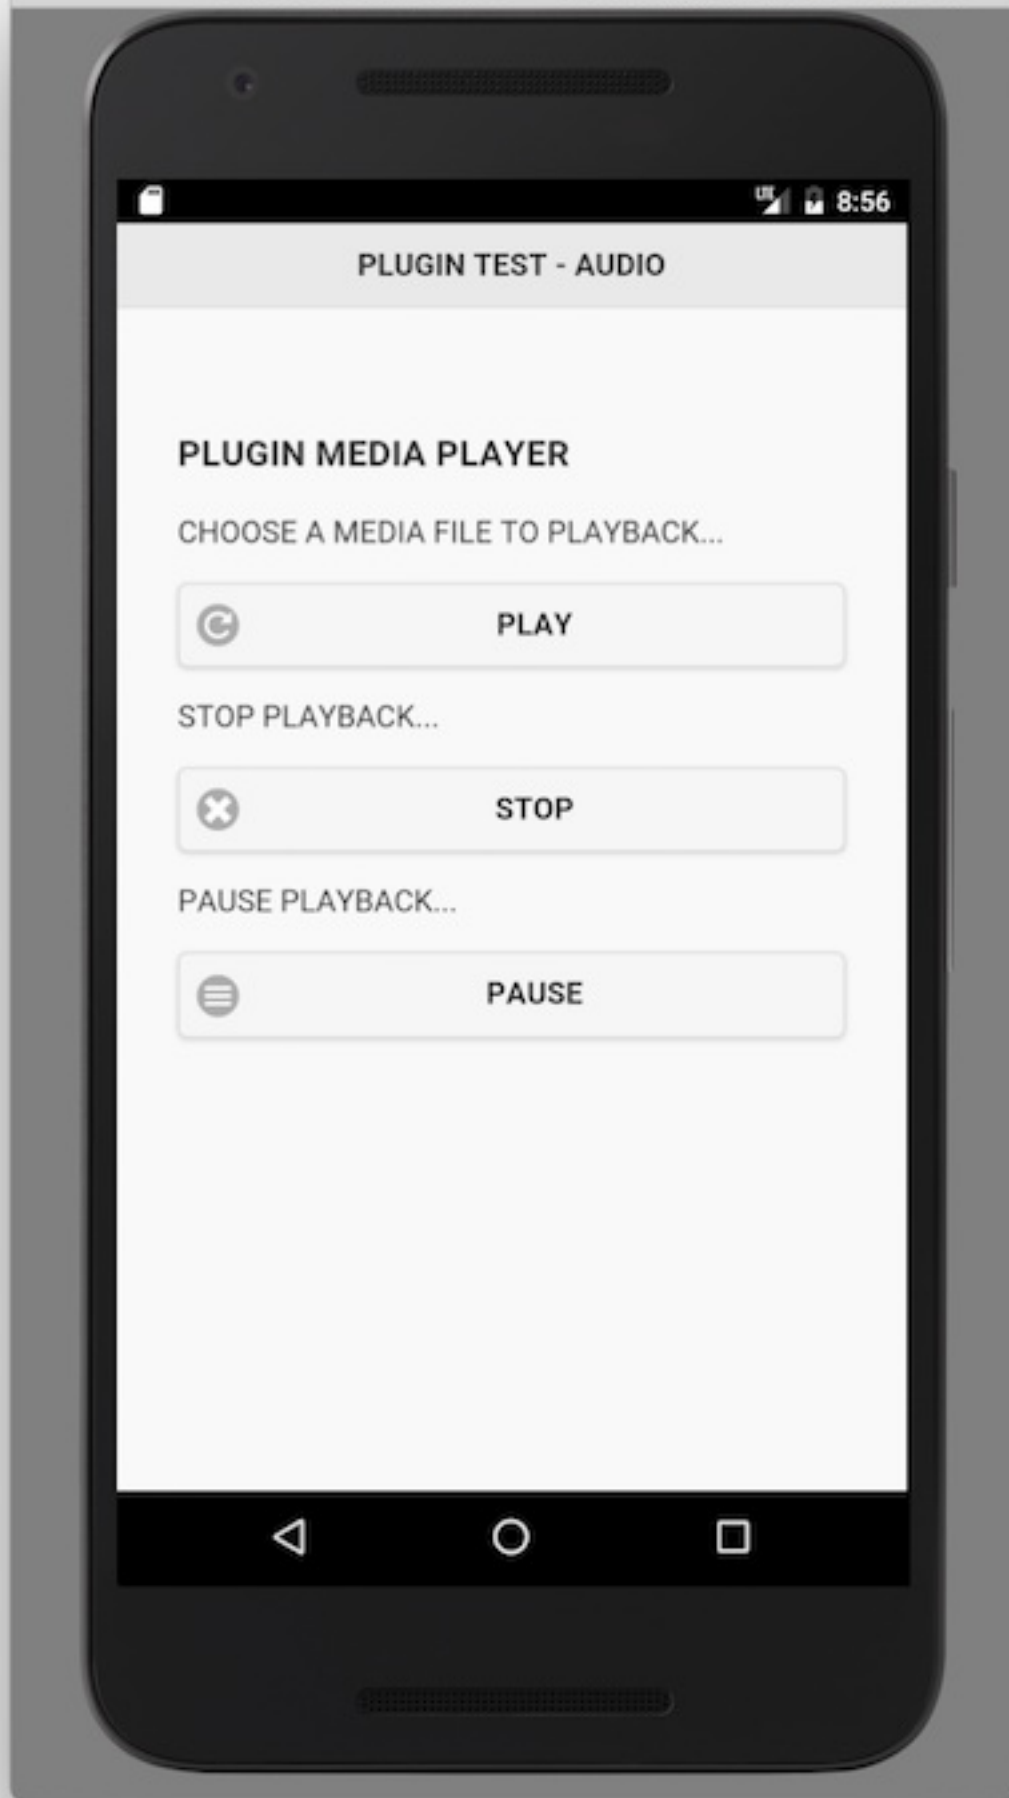 LTE 8:56
PLUGIN TEST - AUDIO
PLUGIN MEDIA PLAYER
CHOOSE A MEDIA FILE TO PLAYBACK...
PLAY
STOP PLAYBACK...
STOP
PAUSE PLAYBACK...
PAUSE